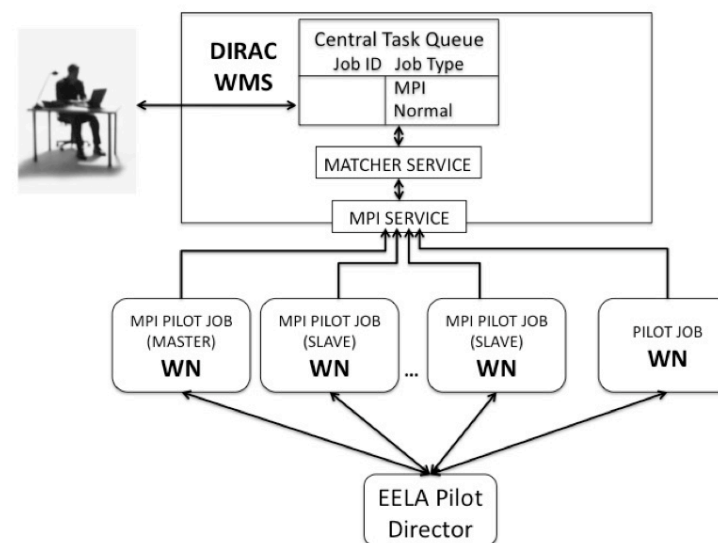 DIRAC
WMS
Central Task Queue
Job ID Job Type
MPI
Normal
MATCHER SERVICE
MPI SERVICE
MPI PILOT JOB
(MASTER)
WN
MPI PILOT JOB
(SLAVE)
WN
...
MPI PILOT JOB
(SLAVE)
WN
PILOT JOB
WN
EELA Pilot
Director